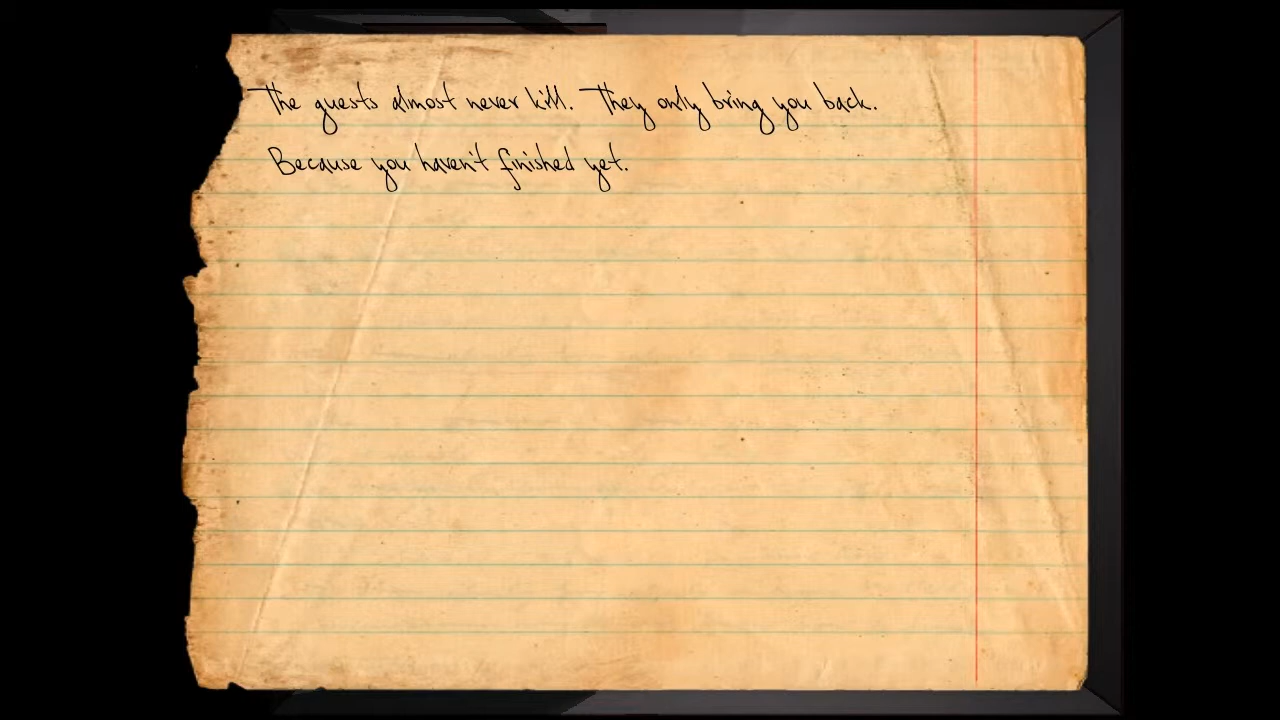 The guests almost never kill. They only bring you back.
Because you haven't finished yet.